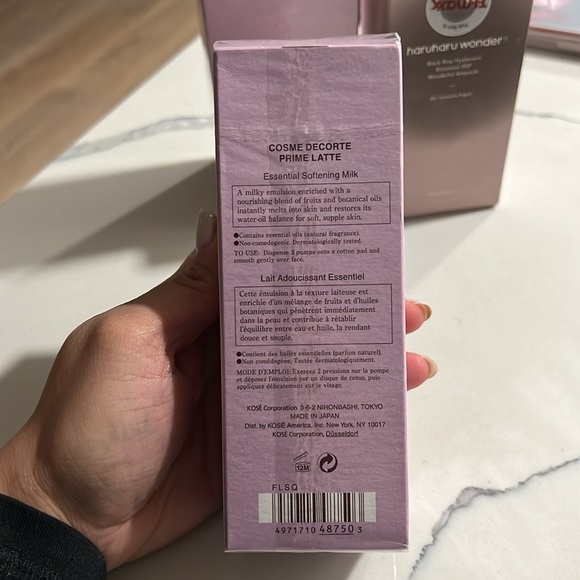 T.J.maxx
haruharu wonder
Black Rice Hyaluronic
COSME DECORTE
PRIME LATTE
Essential Softening Milk
A milky emulsion enriched with a
nourishing blend of fruits and botanical oils
instantly melts into skin and restores its
water-oil balance for soft, supple skin.
●Contains essential oils (natural fragrance).
●Non-comedogenic. Dermatologically tested.
TO USE: Dispense 2 pumps onto a cotton pad and
smooth gently over face.
Lait Adoucissant Essentiel
Cette émulsion à la texture laiteuse est
enrichie d'un mélange de fruits et d'huiles
botaniques qui pénètrent immédiatement
dans la peau et contribue à rétablir
l'équilibre entre eau et huile, la rendant
douce et souple.
●Contient des huiles essentielles (parfum naturel).
●Non comédogène, Testée dermatologiquement.
MODE D'EMPLOI: Exercez 2 pressions sur la pompe
et déposez l'émulsion sur un disque de coton, puis
appliquez délicatement sur le visage.
KOSÉ Corporation 3-6-2 NIHONBASHI, TOKYO
MADE IN JAPAN
Dist. by KOSÉ America, Inc. New York, NY 10017
KOSÉ Corporation, Düsseldorf
12M
FLSQ
4971710 487503